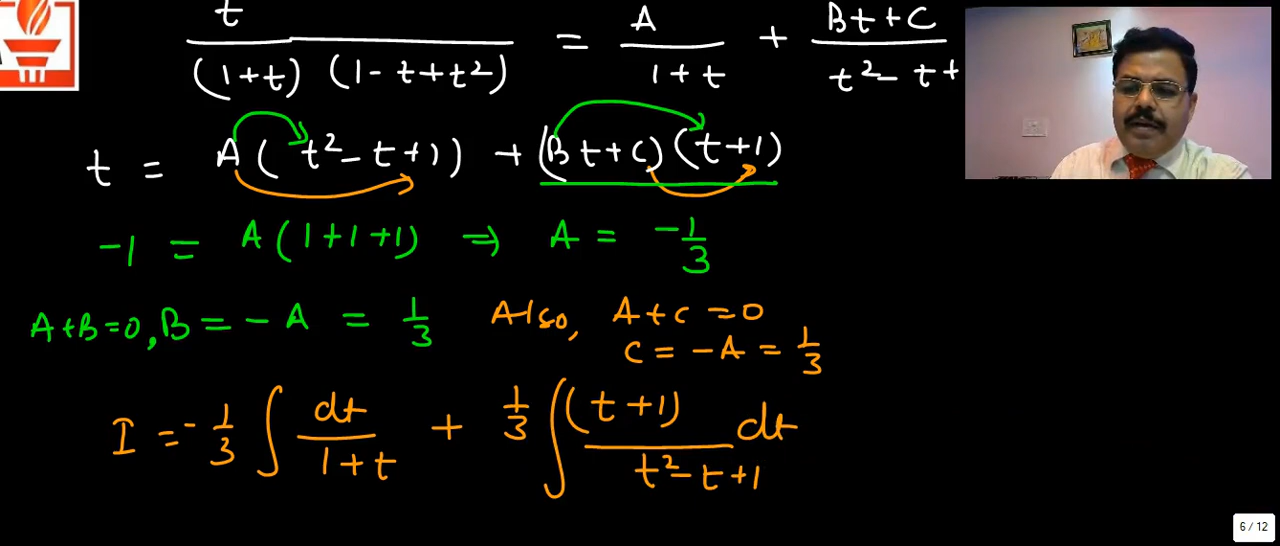 t/((1+t)(1-t+t²)) = A/(1+t) + (Bt+C)/(t²-t+
t = A(t²-t+1) + (Bt+C)(t+1)
-1 = A(1+1+1) ⇒ A = -1/3
A+B=0, B = -A = 1/3 Also, A+C=0
C = -A = 1/3
I = -1/3 ∫ dt/(1+t) + 1/3 ∫ (t+1)/(t²-t+1) dt
6 / 12